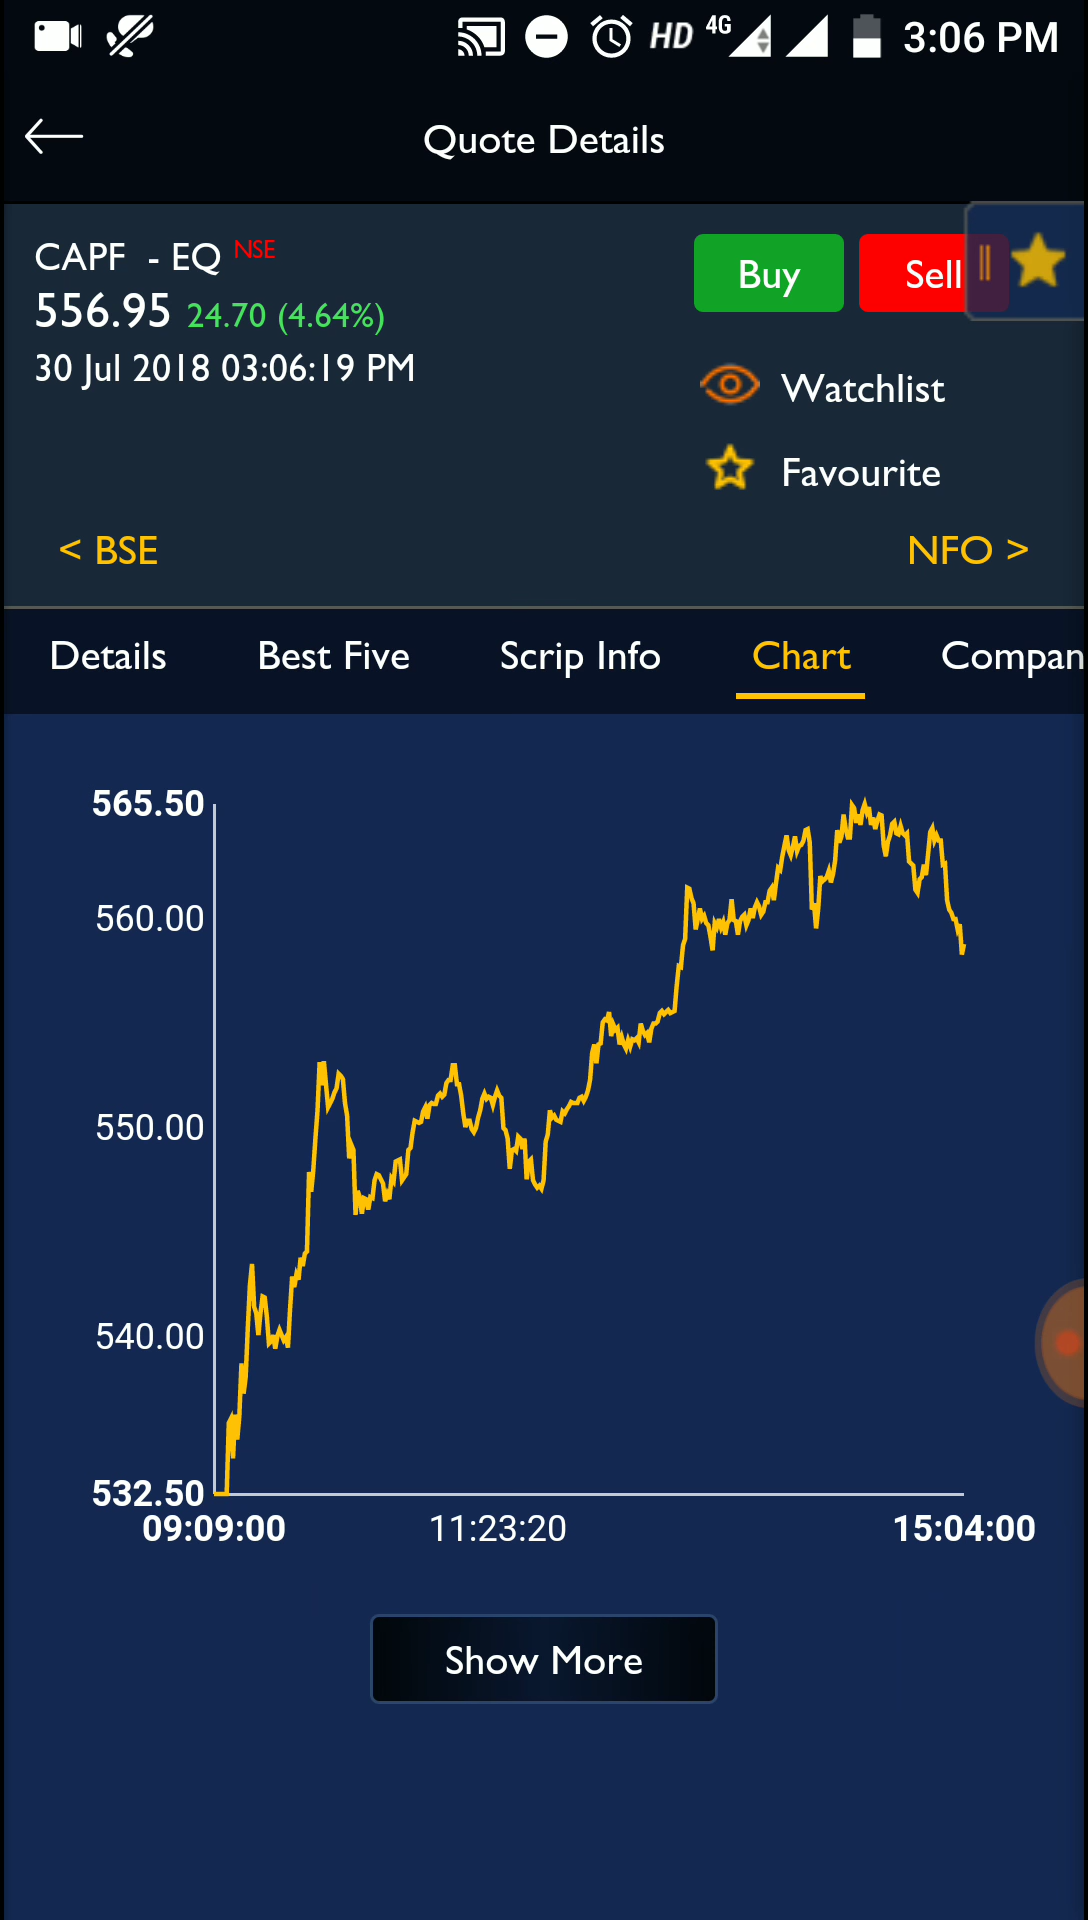 HD 4G 3:06 PM
Quote Details
CAPF - EQ NSE
Buy
Sell
556.95 24.70 (4.64%)
30 Jul 2018 03:06:19 PM
Watchlist
Favourite
< BSE
NFO >
Details Best Five Scrip Info Chart Compan
565.50
560.00
550.00
540.00
532.50
09:09:00 11:23:20 15:04:00
Show More